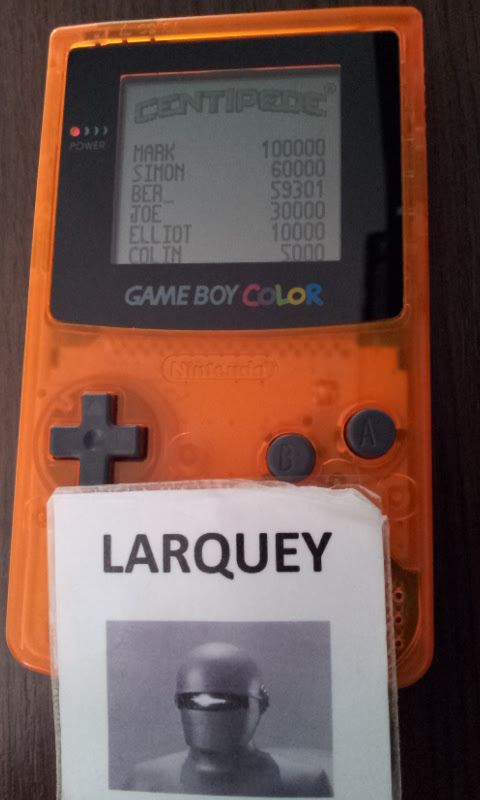 CENTIPEDE®
POWER
MARK 100000
SIMON 60000
BER_ 59301
JOE 30000
ELLIOT 10000
COLIN 5000
GAME BOY COLOR
Nintendo
A
B
LARQUEY